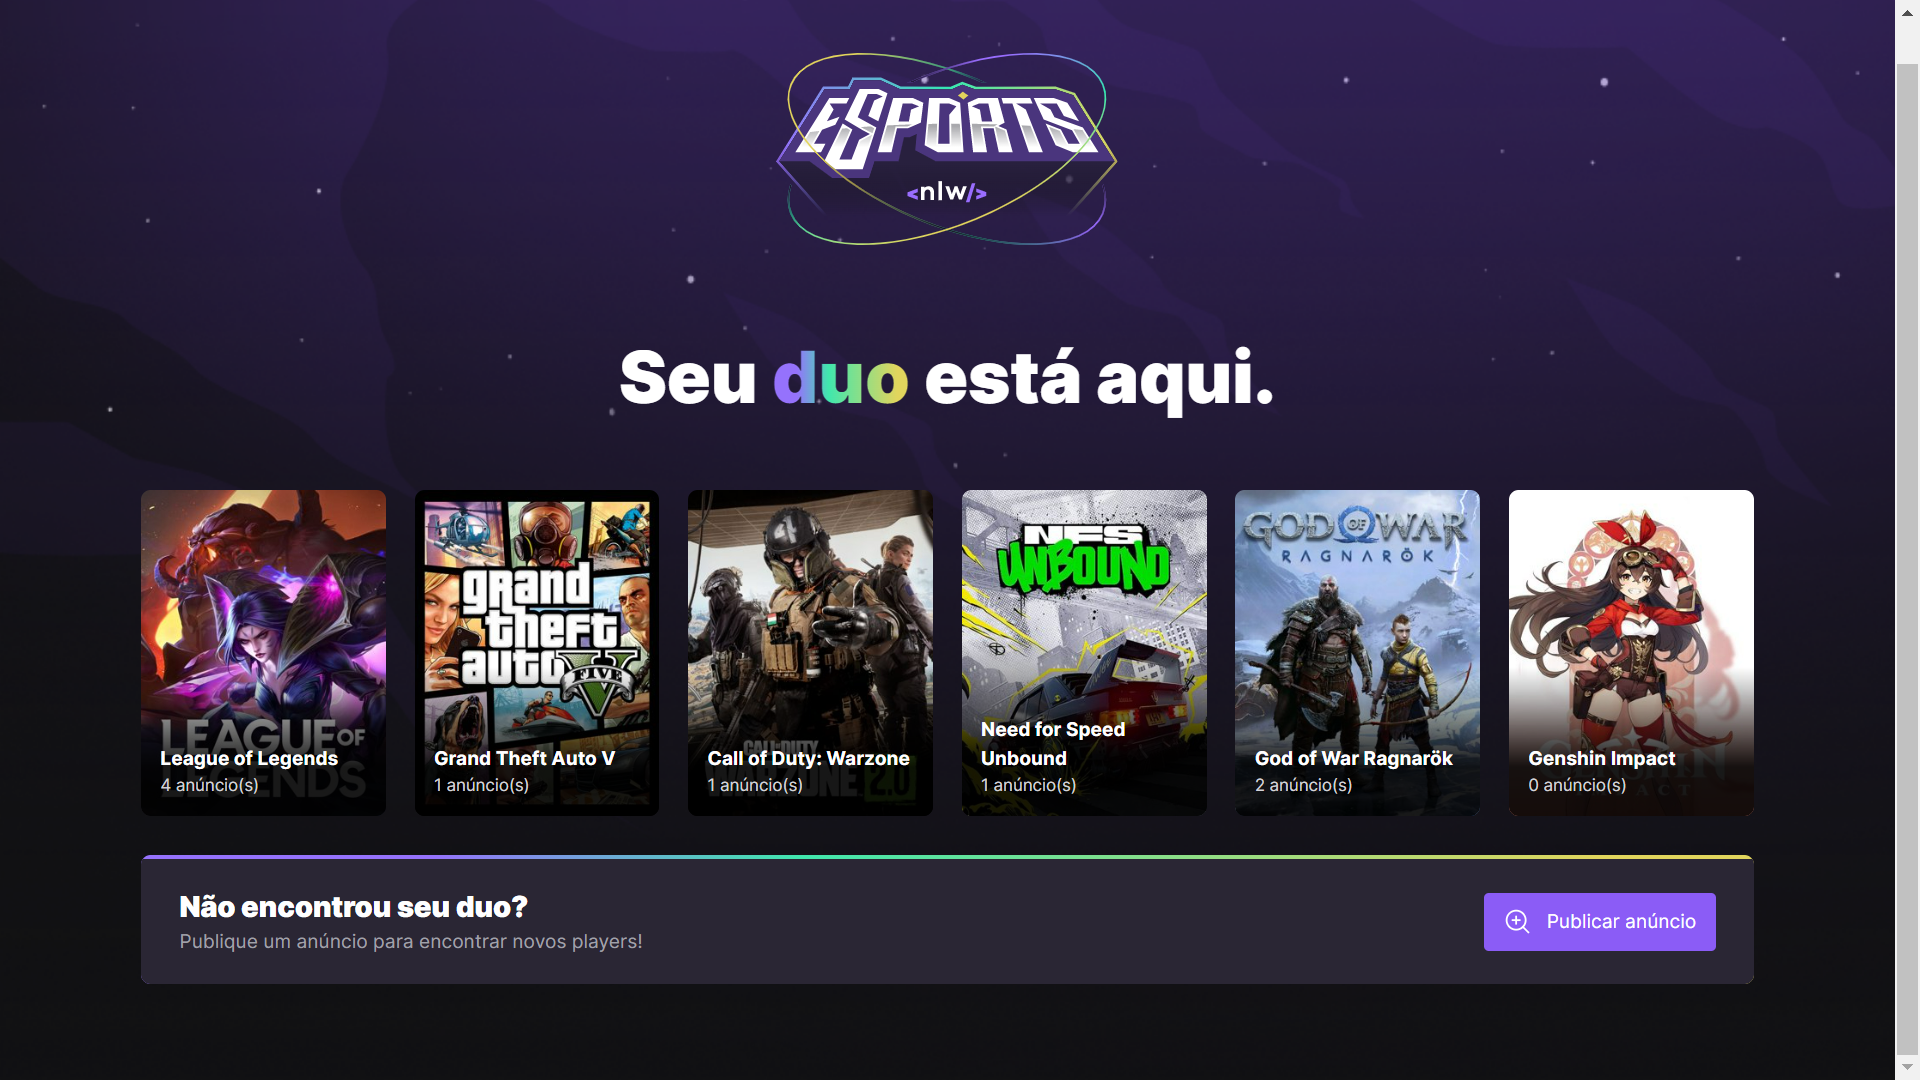 ESPORTS
<nlw/>
Seu duo está aqui.
LEAGUE OF
LEGENDS
League of Legends
4 anúncio(s)
grand
theft
auto
V
FIVE
Grand Theft Auto V
1 anúncio(s)
CALL OF DUTY
WARZONE 2.0
Call of Duty: Warzone
1 anúncio(s)
NFS
UNBOUND
Need for Speed
Unbound
1 anúncio(s)
GOD OF WAR
RAGNARÖK
God of War Ragnarök
2 anúncio(s)
Genshin Impact
0 anúncio(s)
Não encontrou seu duo?
Publique um anúncio para encontrar novos players!
Publicar anúncio